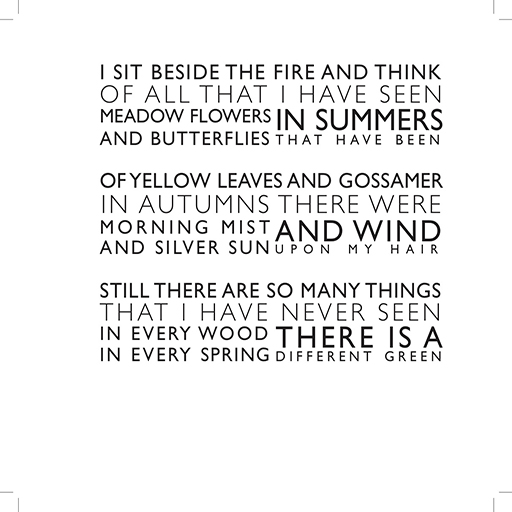 I SIT BESIDE THE FIRE AND THINK
OF ALL THAT I HAVE SEEN
MEADOW FLOWERS IN SUMMERS
AND BUTTERFLIES THAT HAVE BEEN
OF YELLOW LEAVES AND GOSSAMER
IN AUTUMNS THERE WERE
MORNING MIST AND WIND
AND SILVER SUN UPON MY HAIR
STILL THERE ARE SO MANY THINGS
THAT I HAVE NEVER SEEN
IN EVERY WOOD THERE IS A
IN EVERY SPRING DIFFERENT GREEN